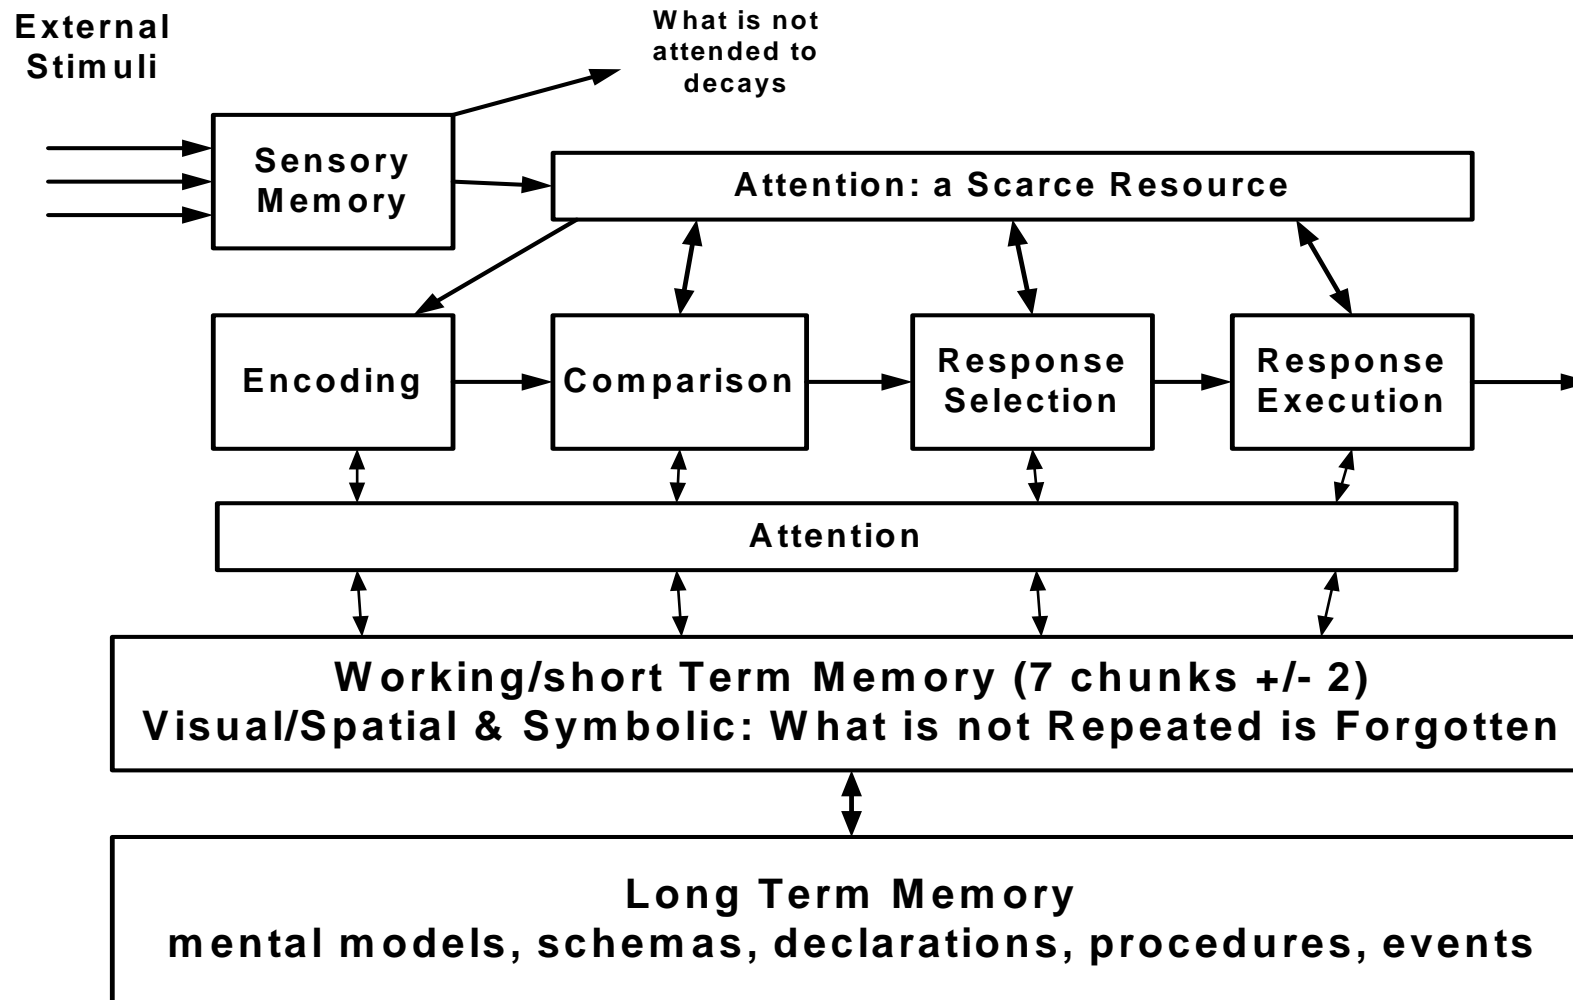 External
Stimuli
What is not
attended to
decays
Sensory
Memory
Attention: a Scarce Resource
Encoding
Comparison
Response
Selection
Response
Execution
Attention
Working/short Term Memory (7 chunks +/- 2)
Visual/Spatial & Symbolic: What is not Repeated is Forgotten
Long Term Memory
mental models, schemas, declarations, procedures, events